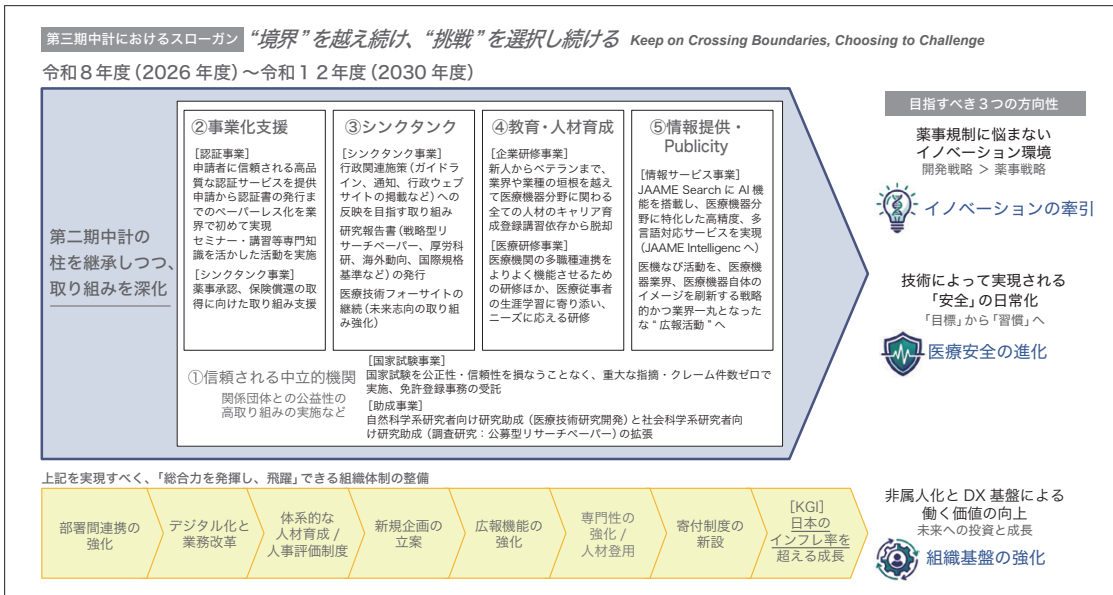 第三期中計におけるスローガン “境界”を越え続け、“挑戦”を選択し続ける Keep on Crossing Boundaries, Choosing to Challenge
令和8年度(2026年度)〜令和12年度(2030年度)
第二期中計の
柱を継承しつつ、
取り組みを深化
②事業化支援
[認証事業]
申請者に信頼される高品
質な認証サービスを提供
申請から認証書の発行ま
でのペーパーレス化を業
界で初めて実現
セミナー・講習等専門知
識を活かした活動を実施
[シンクタンク事業]
薬事承認、保険償還の取
得に向けた取り組み支援
③シンクタンク
[シンクタンク事業]
行政関連施策(ガイドラ
イン、通知、行政ウェブ
サイトの掲載など)への
反映を目指す取り組み
研究報告書(戦略型リ
サーチペーパー、厚労科
研、海外動向、国際規格
基準など)の発行
医療技術フォーサイトの
継続(未来志向の取り組
み強化)
④教育・人材育成
[企業研修事業]
新人からベテランまで、
業界や業種の垣根を越え
て医療機器分野に関わる
全ての人材のキャリア育
成登録講習依存から脱却
[医療研修事業]
医療機関の多職種連携を
よりよく機能させるため
の研修ほか、医療従事者
の生涯学習に寄り添い、
ニーズに応える研修
⑤情報提供・
Publicity
[情報サービス事業]
JAAME SearchにAI機
能を搭載し、医療機器分
野に特化した高精度、多
言語対応サービスを実現
(JAAME Intelligencへ)
医機なび活動を、医療機
器業界、医療機器自体の
イメージを刷新する戦略
的かつ業界一丸となった
な“広報活動”へ
①信頼される中立的機関
関係団体との公益性の
高取り組みの実施など
[国家試験事業]
国家試験を公正性・信頼性を損なうことなく、重大な指摘・クレーム件数ゼロで
実施、免許登録事務の受託
[助成事業]
自然科学系研究者向け研究助成(医療技術研究開発)と社会科学系研究者向
け研究助成(調査研究：公募型リサーチペーパー)の拡張
目指すべき3つの方向性
薬事規制に悩まない
イノベーション環境
開発戦略 > 薬事戦略
イノベーションの牽引
技術によって実現される
「安全」の日常化
「目標」から「習慣」へ
医療安全の進化
上記を実現すべく、「総合力を発揮し、飛躍」できる組織体制の整備
部署間連携の
強化
デジタル化と
業務改革
体系的な
人材育成/
人事評価制度
新規企画の
立案
広報機能の
強化
専門性の
強化/
人材登用
寄付制度の
新設
[KGI]
日本の
インフレ率を
超える成長
非属人化とDX基盤による
働く価値の向上
未来への投資と成長
組織基盤の強化